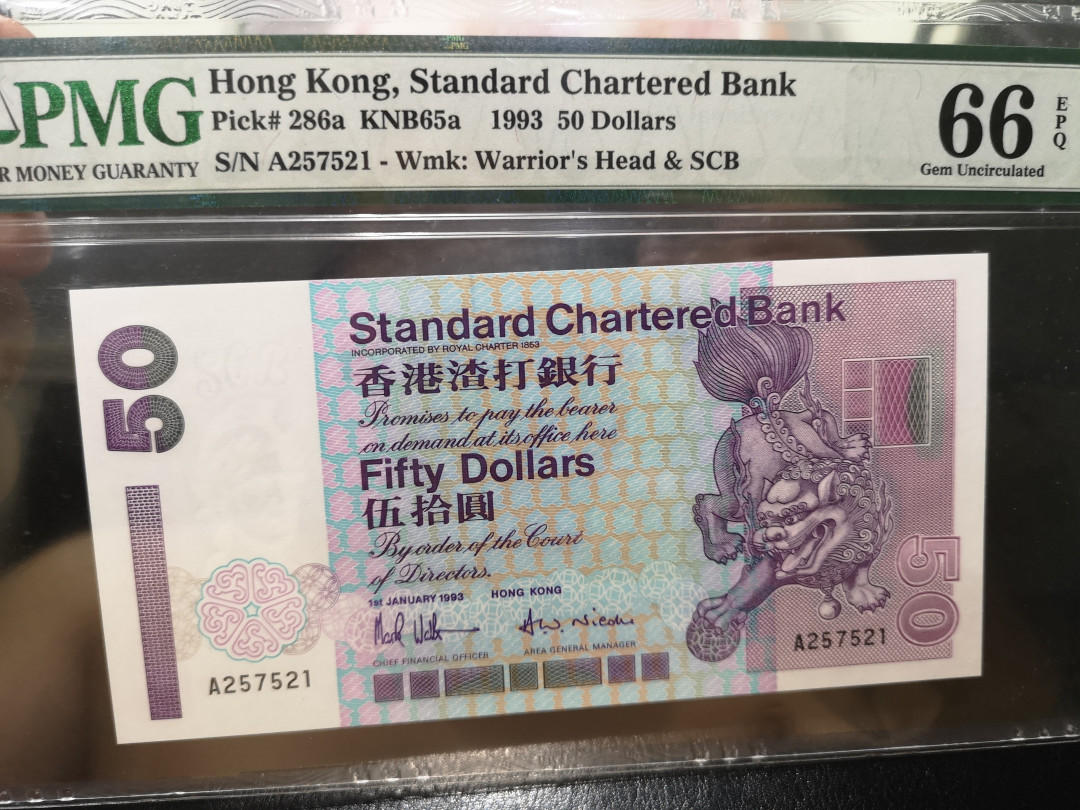 PMG
Hong Kong, Standard Chartered Bank
Pick# 286a KNB65a 1993 50 Dollars
S/N A257521 - Wmk: Warrior's Head & SCB
MONEY GUARANTY
66
EPQ
Gem Uncirculated
50
Standard Chartered Bank
INCORPORATED BY ROYAL CHARTER 1853
香港渣打銀行
Promises to pay the bearer
on demand at its office here
Fifty Dollars
伍拾圓
By order of the Court
of Directors.
1st JANUARY 1993 HONG KONG
CHIEF FINANCIAL OFFICER
AREA GENERAL MANAGER
A257521
A257521
50